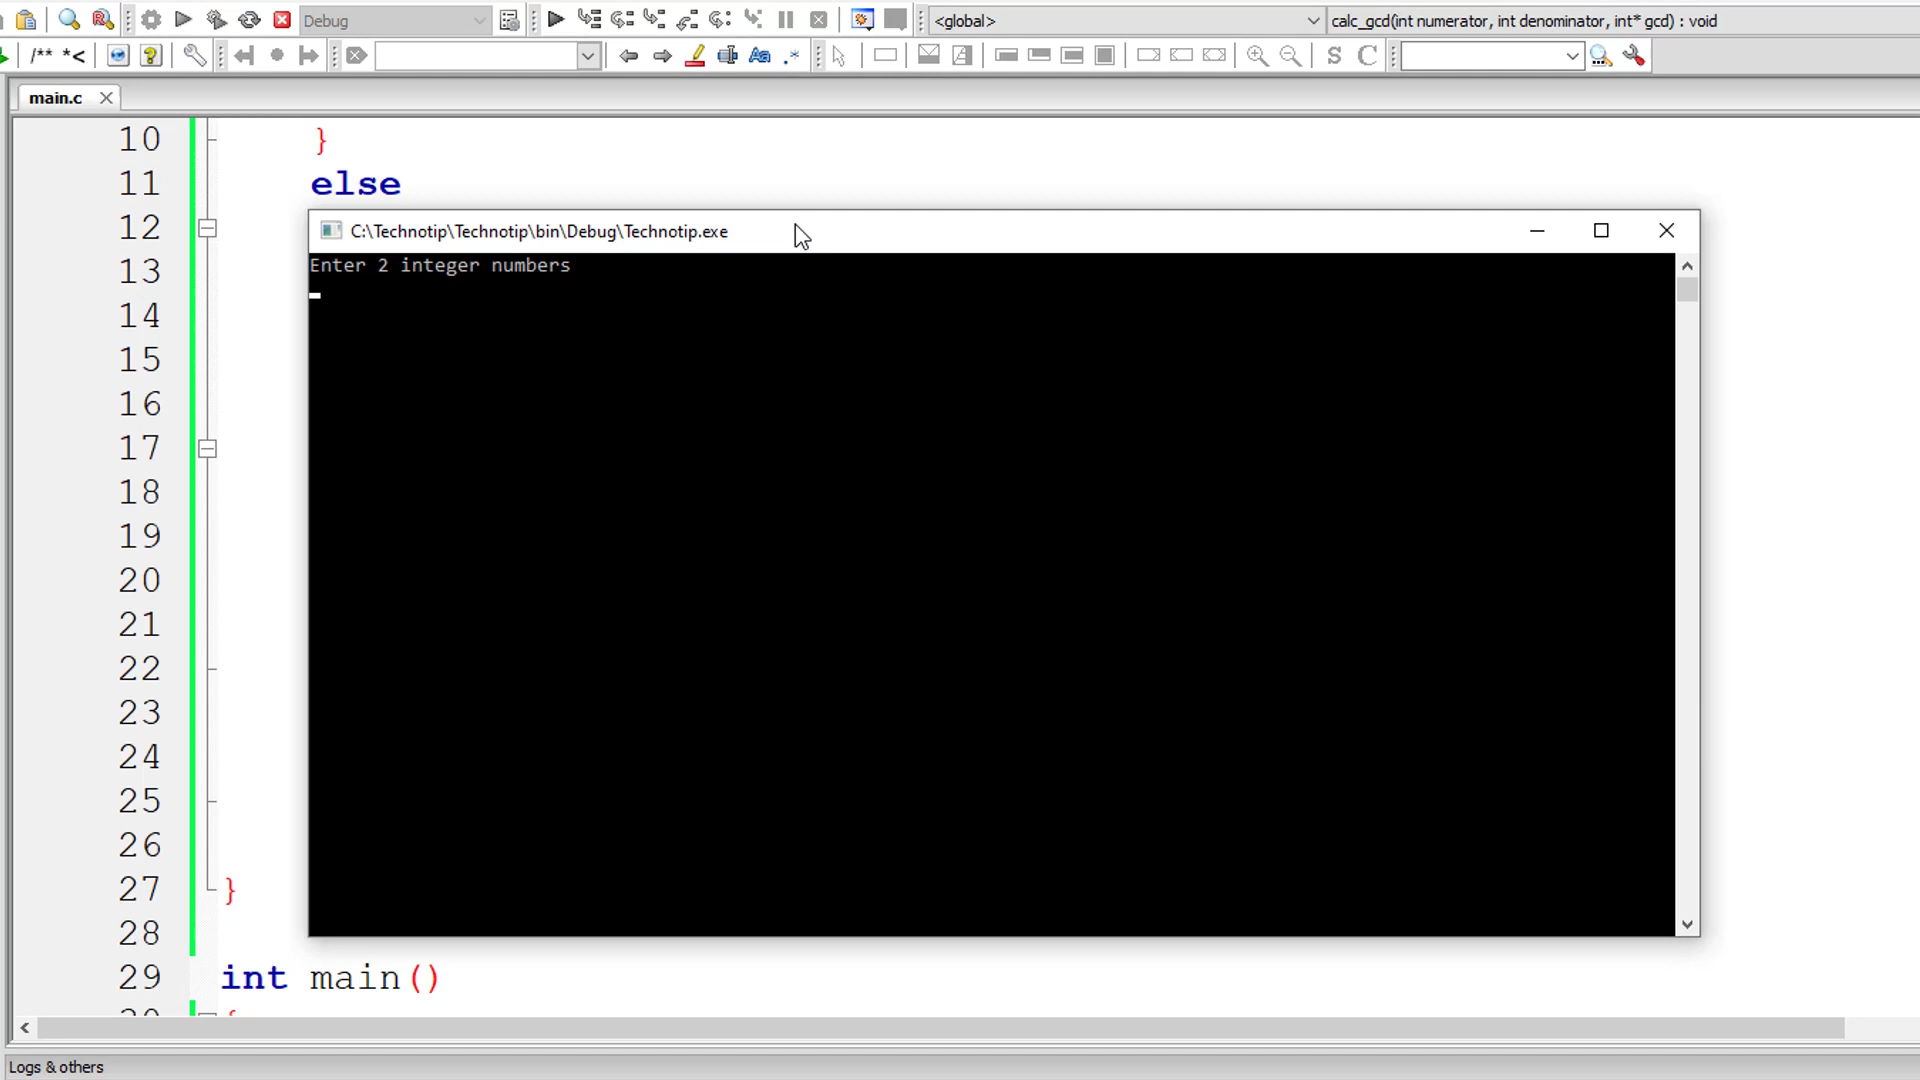 Debug
<global>
calc_gcd(int numerator, int denominator, int* gcd) : void
/** *<
Aa
.*
S
C
main.c
10
}
11
else
12
C:\Technotip\Technotip\bin\Debug\Technotip.exe
Enter 2 integer numbers
13
14
15
16
17
18
19
20
21
22
23
24
25
26
27
}
28
29
int main()
30
{
Logs & others